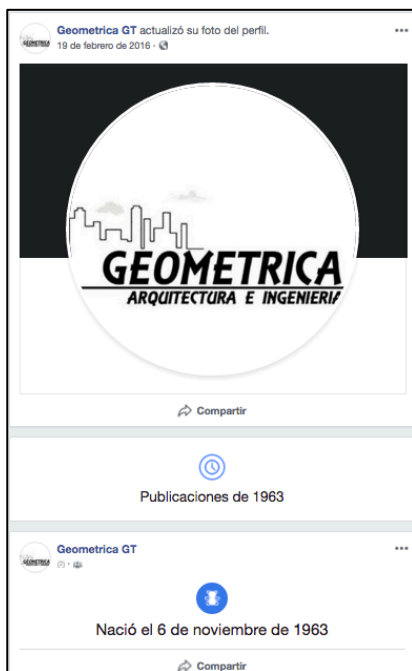 Geometrica GT actualizó su foto del perfil.
19 de febrero de 2016 ·
GEOMETRICA
ARQUITECTURA E INGENIERIA
Compartir
Publicaciones de 1963
Geometrica GT
Nació el 6 de noviembre de 1963
Compartir